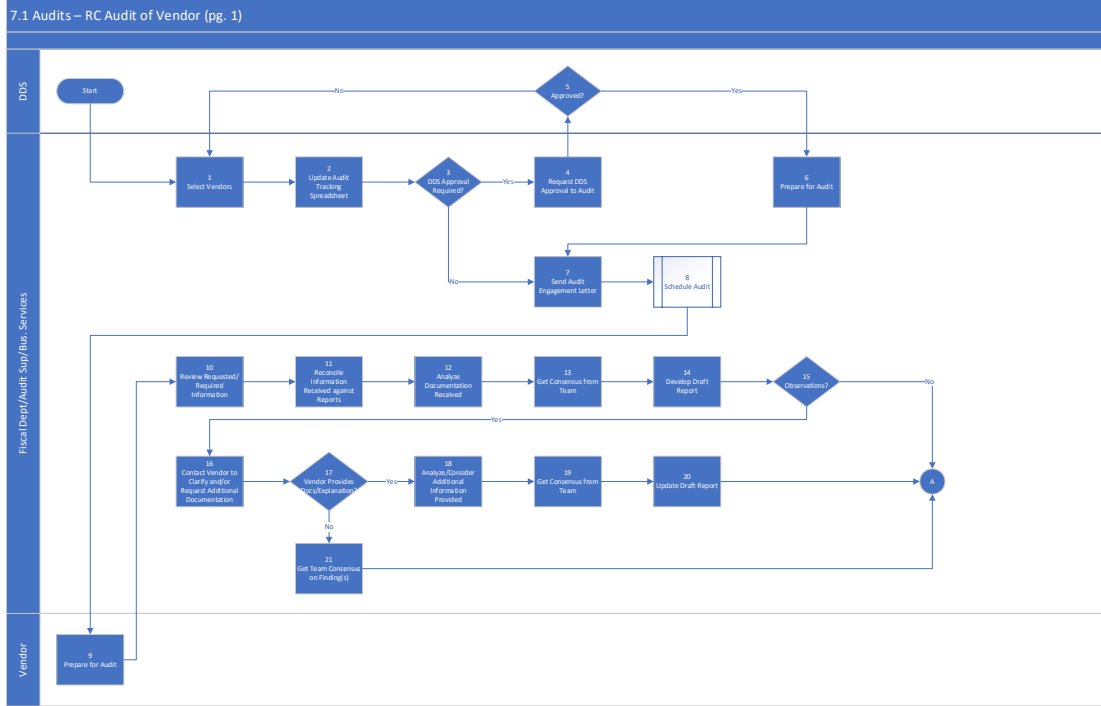 7.1 Audits – RC Audit of Vendor (pg. 1)
DDS
Start
No
5
Approved?
Yes
Fiscal Dept/Audit Sup/Bus. Services
1
Select Vendors
2
Update Audit
Tracking
Spreadsheet
3
DDS Approval
Required?
Yes
4
Request DDS
Approval to Audit
6
Prepare for Audit
No
7
Send Audit
Engagement Letter
8
Schedule Audit
10
Review Requested/
Required
Information
11
Reconcile
Information
Received against
Reports
12
Analyze
Documentation
Received
13
Get Consensus from
Team
14
Develop Draft
Report
15
Observations?
No
Yes
16
Contact Vendor to
Clarify and/or
Request Additional
Documentation
17
Vendor Provides
Docs/Explanation?
Yes
18
Analyze/Consider
Additional
Information
Provided
19
Get Consensus from
Team
20
Update Draft Report
A
No
21
Get Team Consensus
on Finding(s)
Vendor
9
Prepare for Audit